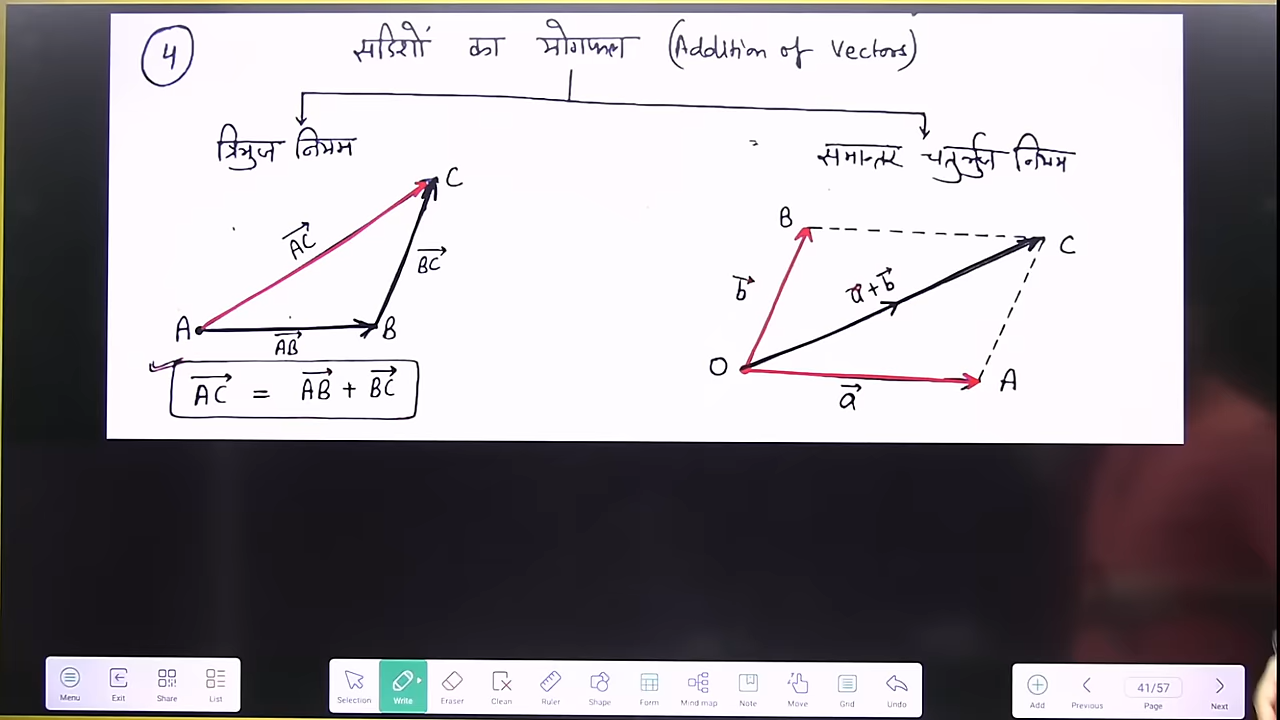 4
सदिशों का योगफल (Addition of vectors)
त्रिभुज नियम
समान्तर चतुर्भुज नियम
C
AC
BC
A
AB
B
AC = AB + BC
B
C
b
a + b
O
a
A
Menu
Exit
Share
List
Selection
Write
Eraser
Clean
Ruler
Shape
Form
Mind map
Note
Move
Grid
Undo
Add
Previous
41/57
Page
Next